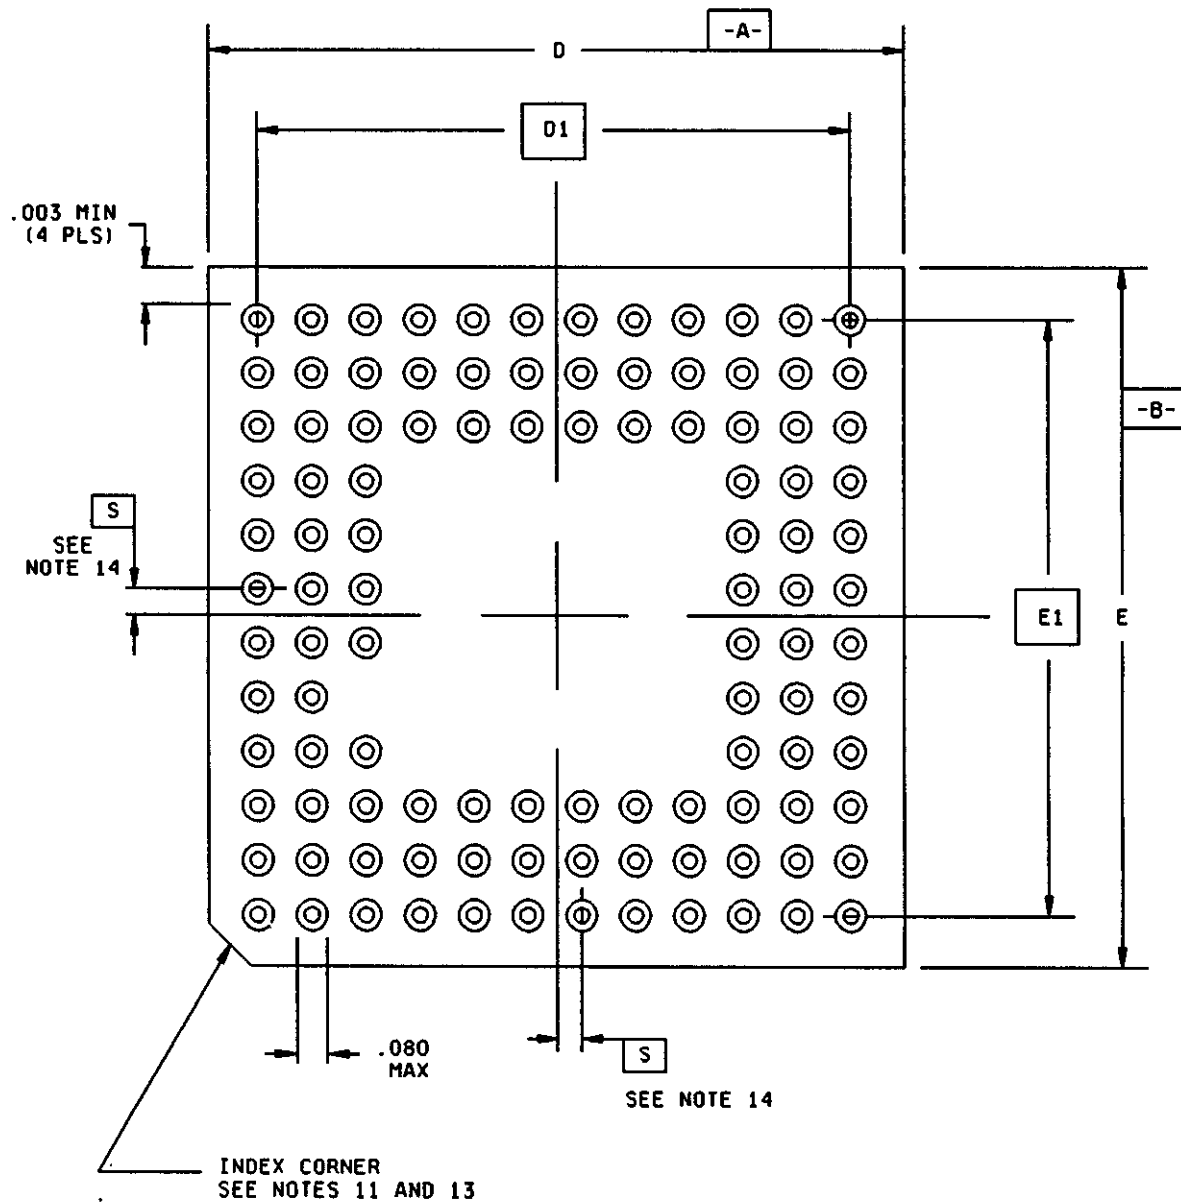 -A-
D
D1
.003 MIN
(4 PLS)
-B-
S
SEE
NOTE 14
E1
E
.080
MAX
S
SEE NOTE 14
INDEX CORNER
SEE NOTES 11 AND 13